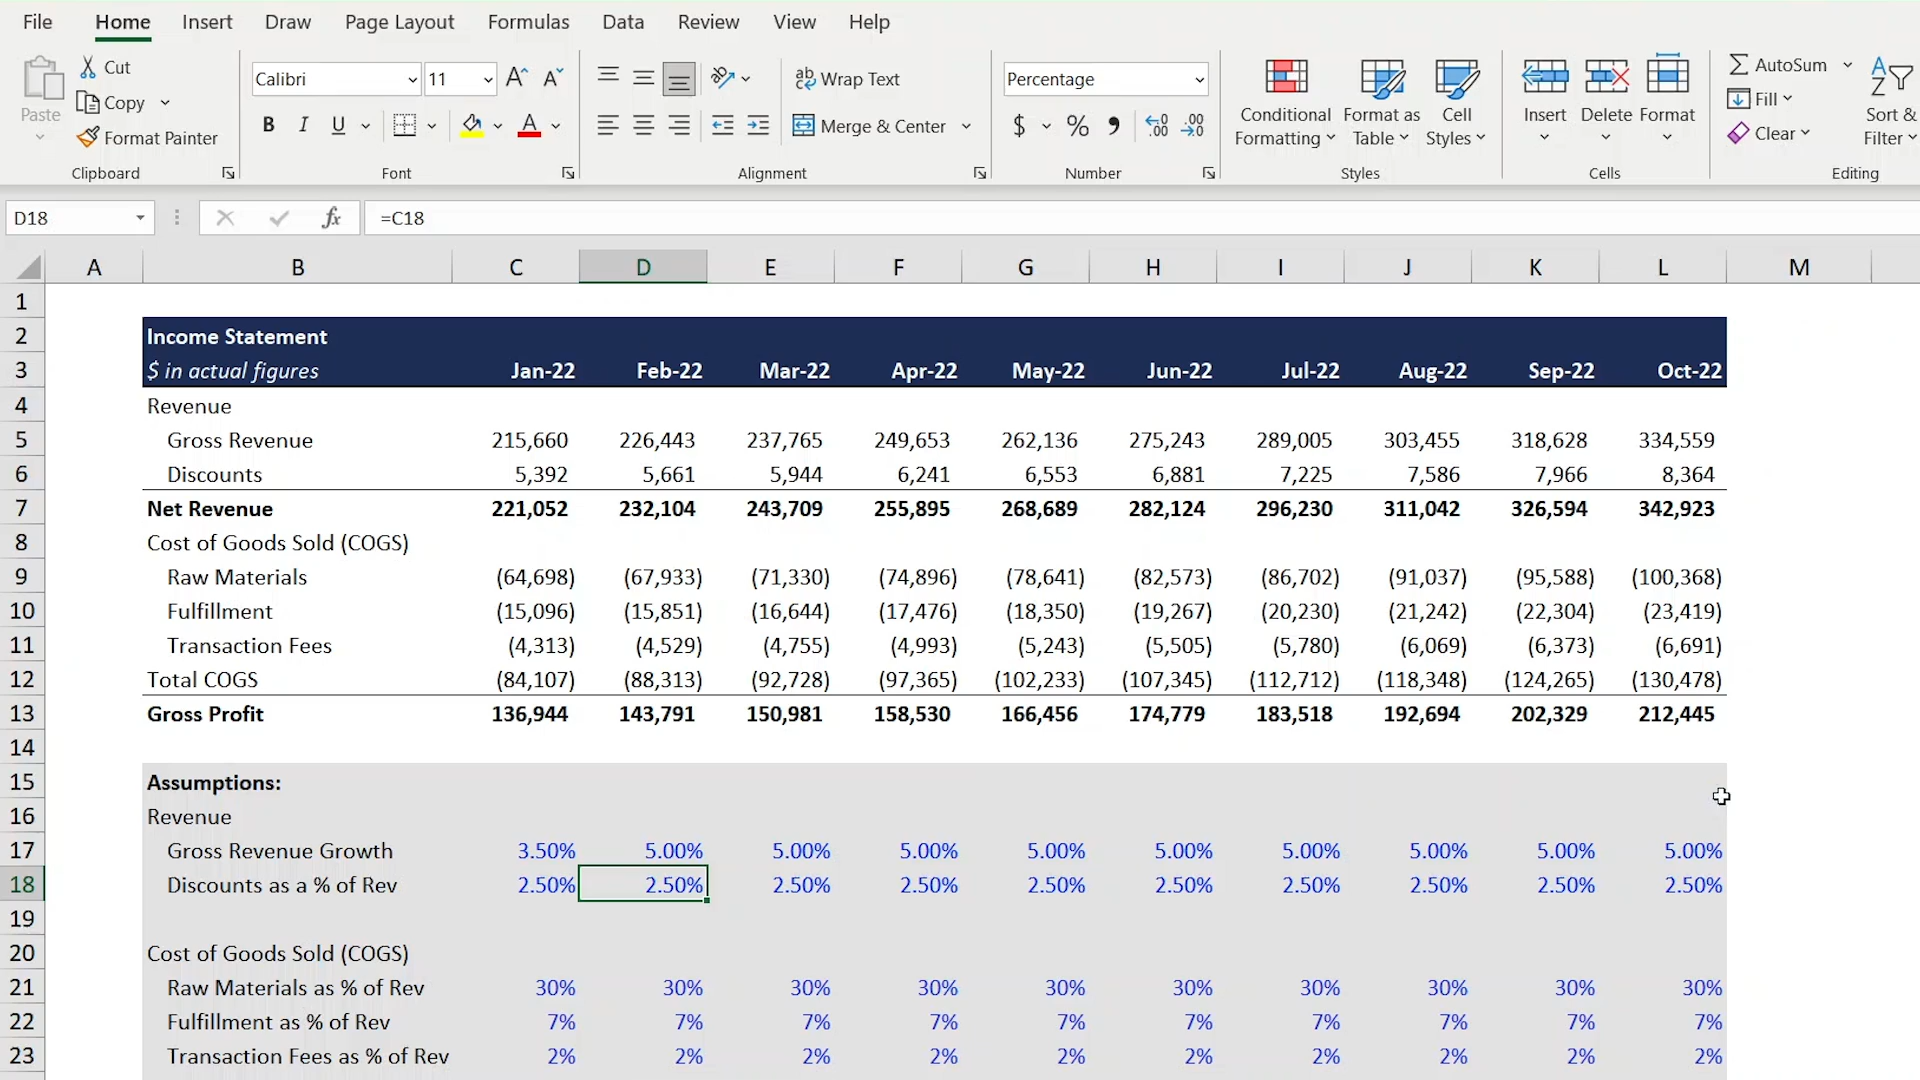 File Home Insert Draw Page Layout Formulas Data Review View Help
Paste Cut Copy Format Painter Clipboard
Calibri 11 A A B I U A Font
ab Wrap Text Merge & Center Alignment
Percentage $ % Number
Conditional Formatting Format as Table Cell Styles Styles
Insert Delete Format Cells
AutoSum Fill Clear Sort & Filter Editing
D18 fx =C18
A B C D E F G H I J K L M
1
2 Income Statement
3 $ in actual figures Jan-22 Feb-22 Mar-22 Apr-22 May-22 Jun-22 Jul-22 Aug-22 Sep-22 Oct-22
4 Revenue
5 Gross Revenue 215,660 226,443 237,765 249,653 262,136 275,243 289,005 303,455 318,628 334,559
6 Discounts 5,392 5,661 5,944 6,241 6,553 6,881 7,225 7,586 7,966 8,364
7 Net Revenue 221,052 232,104 243,709 255,895 268,689 282,124 296,230 311,042 326,594 342,923
8 Cost of Goods Sold (COGS)
9 Raw Materials (64,698) (67,933) (71,330) (74,896) (78,641) (82,573) (86,702) (91,037) (95,588) (100,368)
10 Fulfillment (15,096) (15,851) (16,644) (17,476) (18,350) (19,267) (20,230) (21,242) (22,304) (23,419)
11 Transaction Fees (4,313) (4,529) (4,755) (4,993) (5,243) (5,505) (5,780) (6,069) (6,373) (6,691)
12 Total COGS (84,107) (88,313) (92,728) (97,365) (102,233) (107,345) (112,712) (118,348) (124,265) (130,478)
13 Gross Profit 136,944 143,791 150,981 158,530 166,456 174,779 183,518 192,694 202,329 212,445
14
15 Assumptions:
16 Revenue
17 Gross Revenue Growth 3.50% 5.00% 5.00% 5.00% 5.00% 5.00% 5.00% 5.00% 5.00% 5.00%
18 Discounts as a % of Rev 2.50% 2.50% 2.50% 2.50% 2.50% 2.50% 2.50% 2.50% 2.50% 2.50%
19
20 Cost of Goods Sold (COGS)
21 Raw Materials as % of Rev 30% 30% 30% 30% 30% 30% 30% 30% 30% 30%
22 Fulfillment as % of Rev 7% 7% 7% 7% 7% 7% 7% 7% 7% 7%
23 Transaction Fees as % of Rev 2% 2% 2% 2% 2% 2% 2% 2% 2% 2%